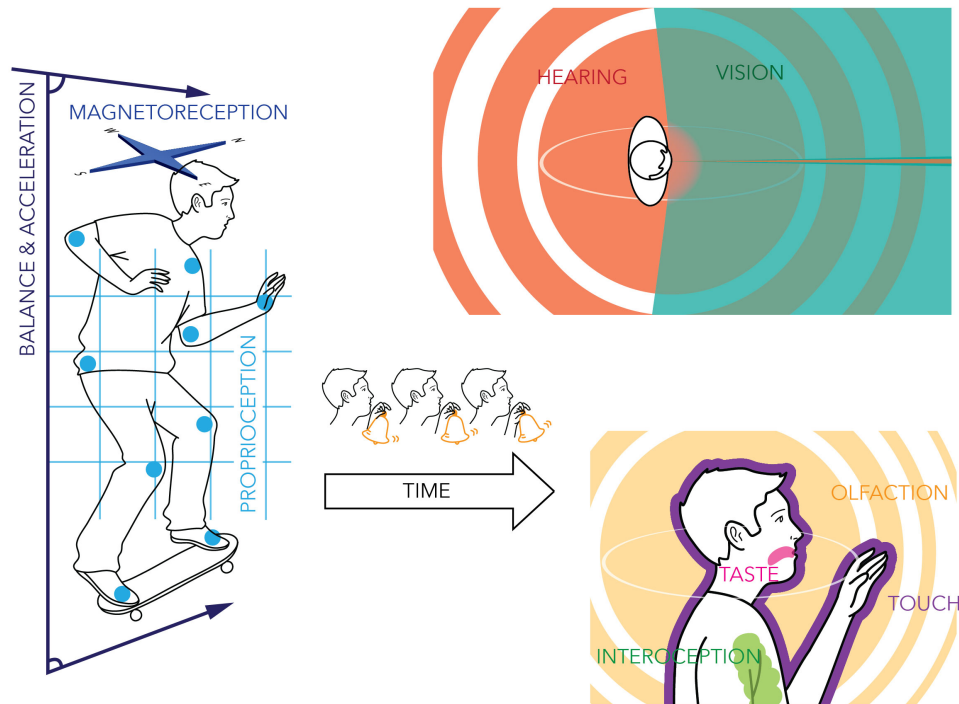 BALANCE & ACCELERATION
MAGNETORECEPTION
N
N
S
PROPRIOCEPTION
HEARING
VISION
TIME
OLFACTION
TASTE
TOUCH
INTEROCEPTION